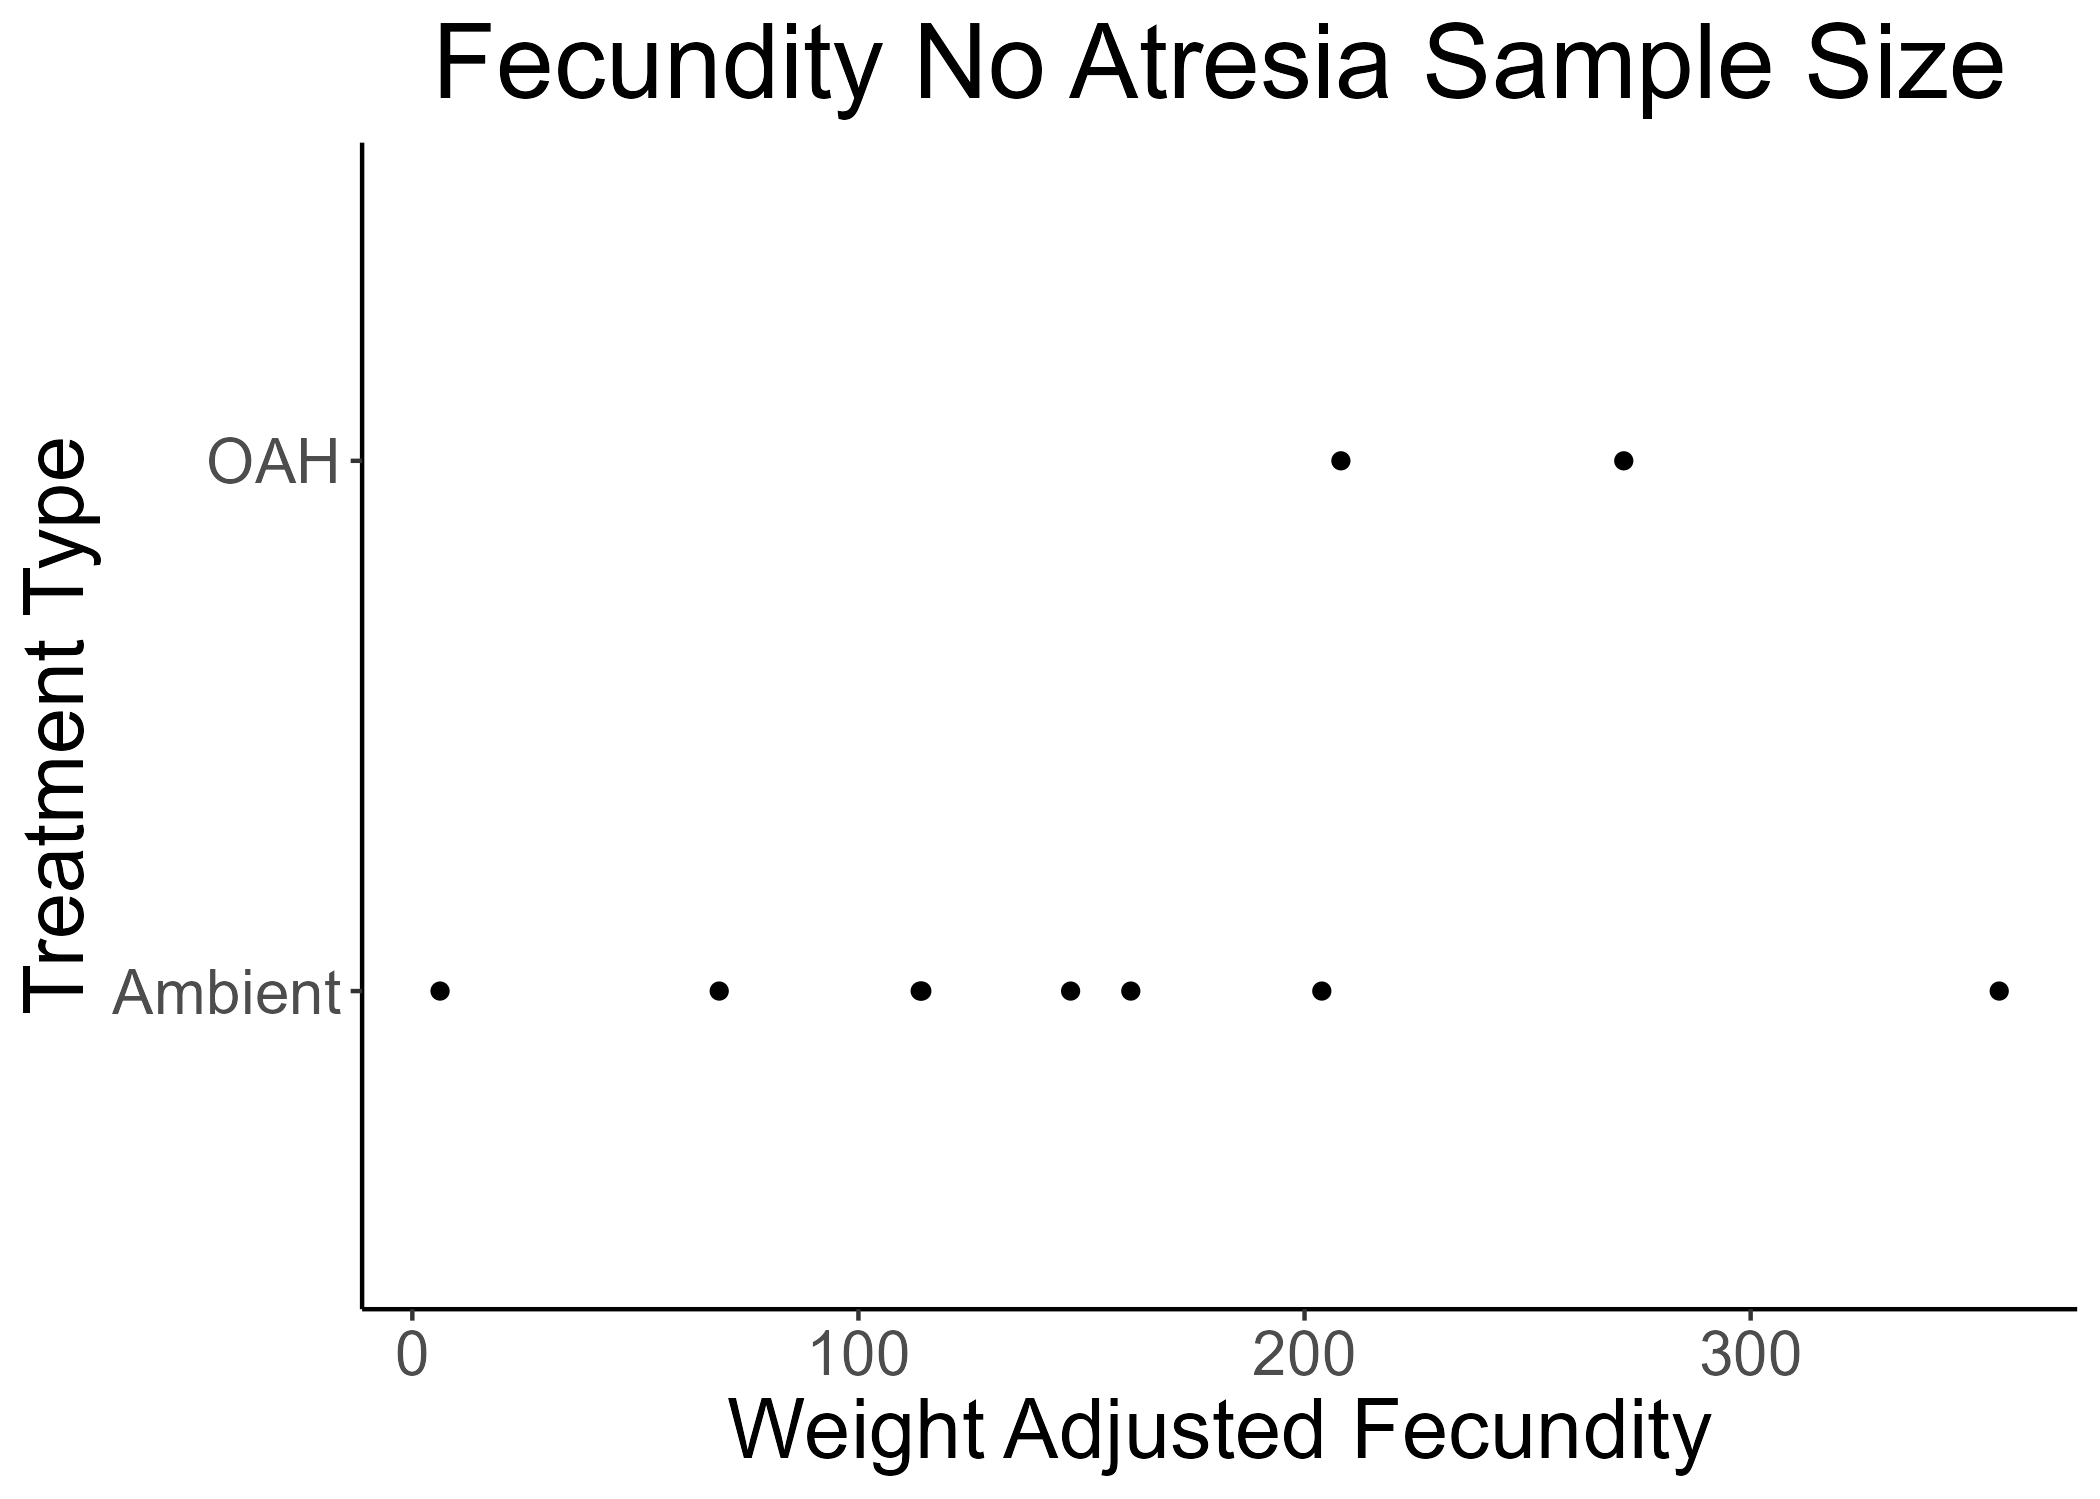 Fecundity No Atresia Sample Size
Treatment Type
OAH
Ambient
0 100 200 300
Weight Adjusted Fecundity